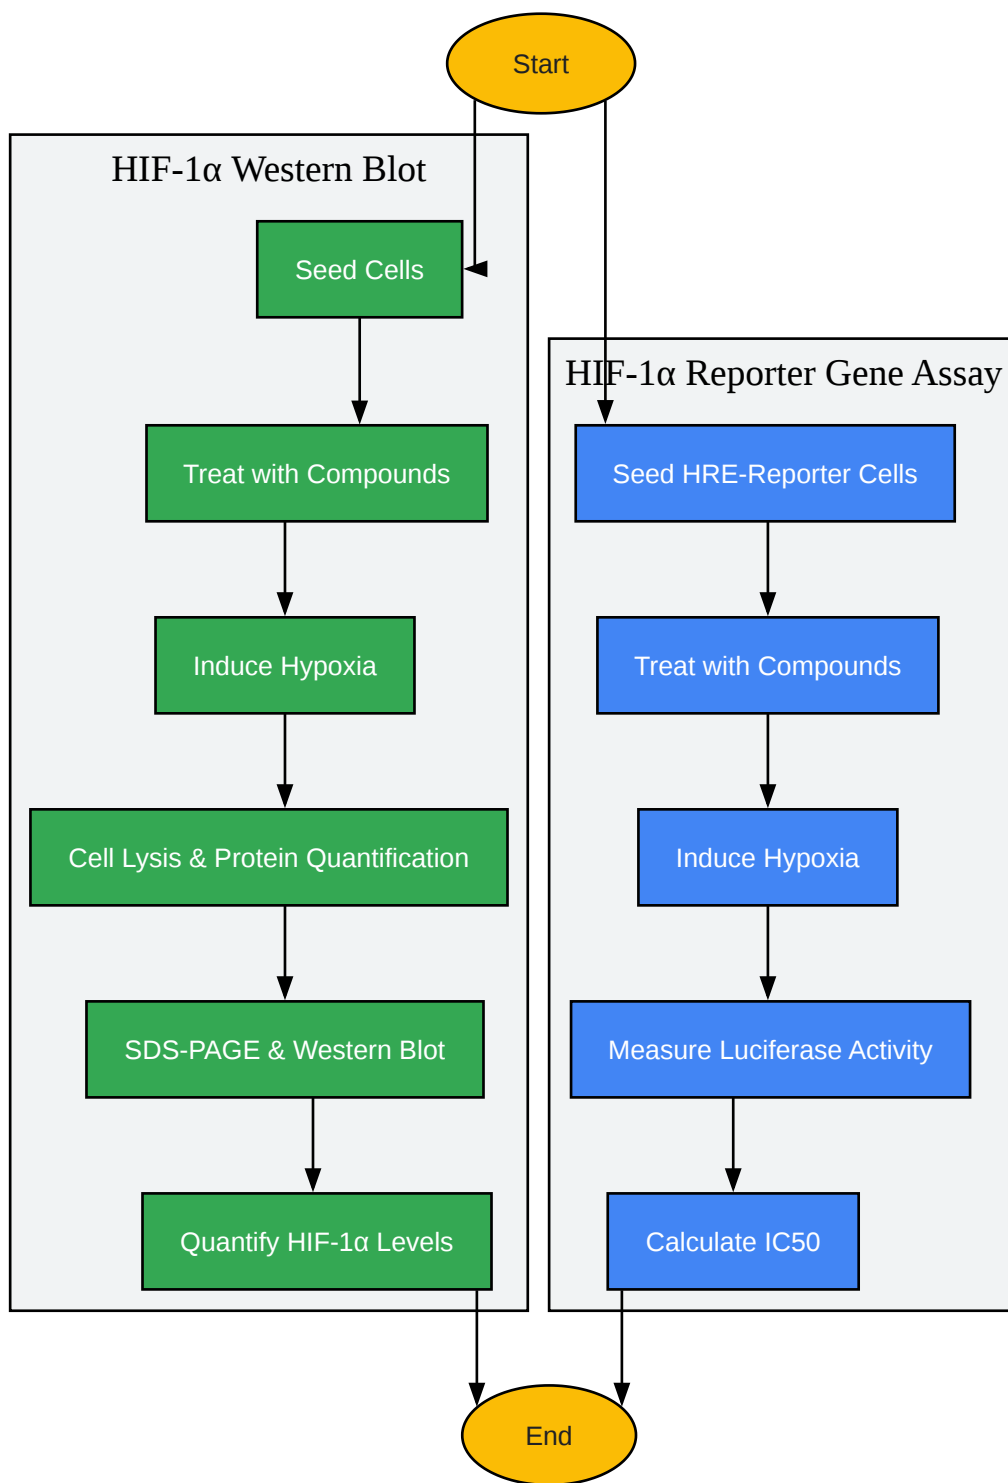 Start
HIF-1α Western Blot
Seed Cells
Treat with Compounds
Induce Hypoxia
Cell Lysis & Protein Quantification
SDS-PAGE & Western Blot
Quantify HIF-1α Levels
HIF-1α Reporter Gene Assay
Seed HRE-Reporter Cells
Treat with Compounds
Induce Hypoxia
Measure Luciferase Activity
Calculate IC50
End